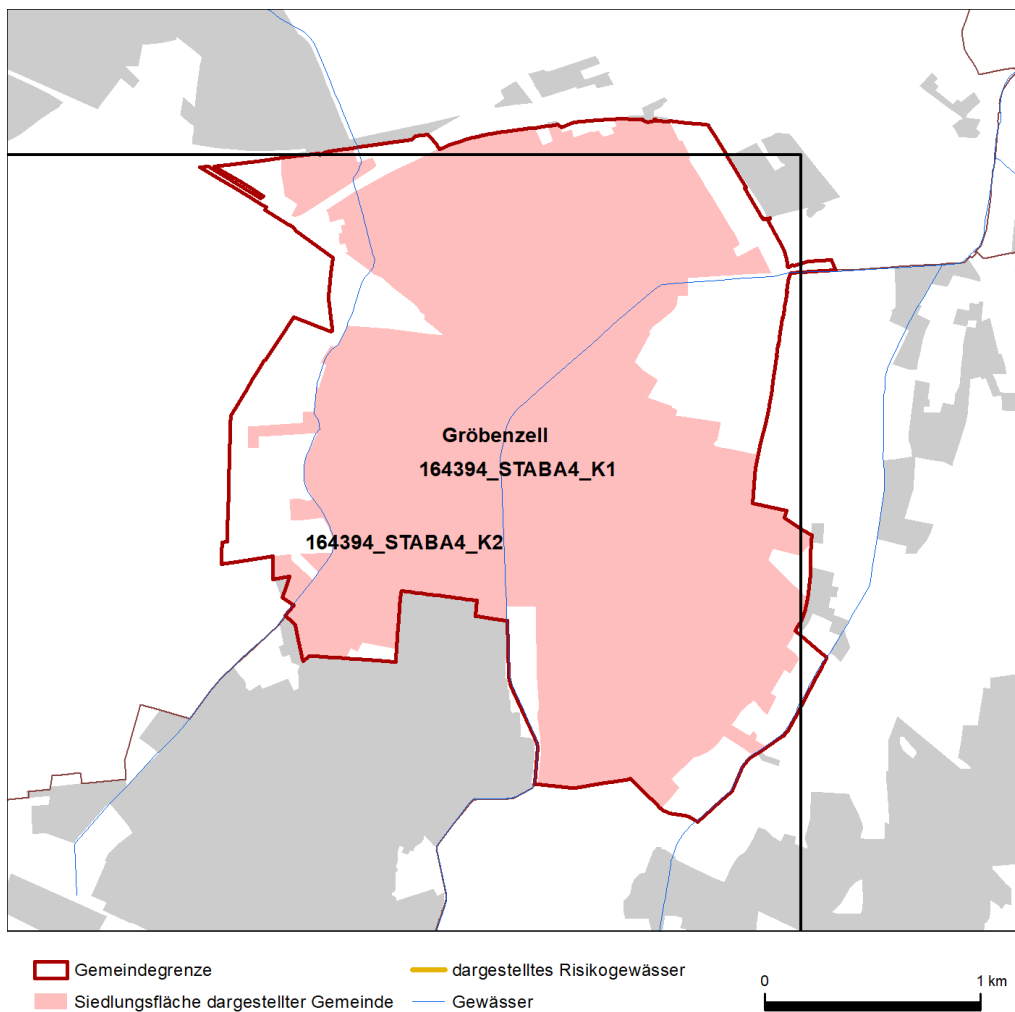 Gröbenzell
164394_STABA4_K1
164394_STABA4_K2
Gemeindegrenze
dargestelltes Risikogewässer
0
1 km
Siedlungsfläche dargestellter Gemeinde
Gewässer